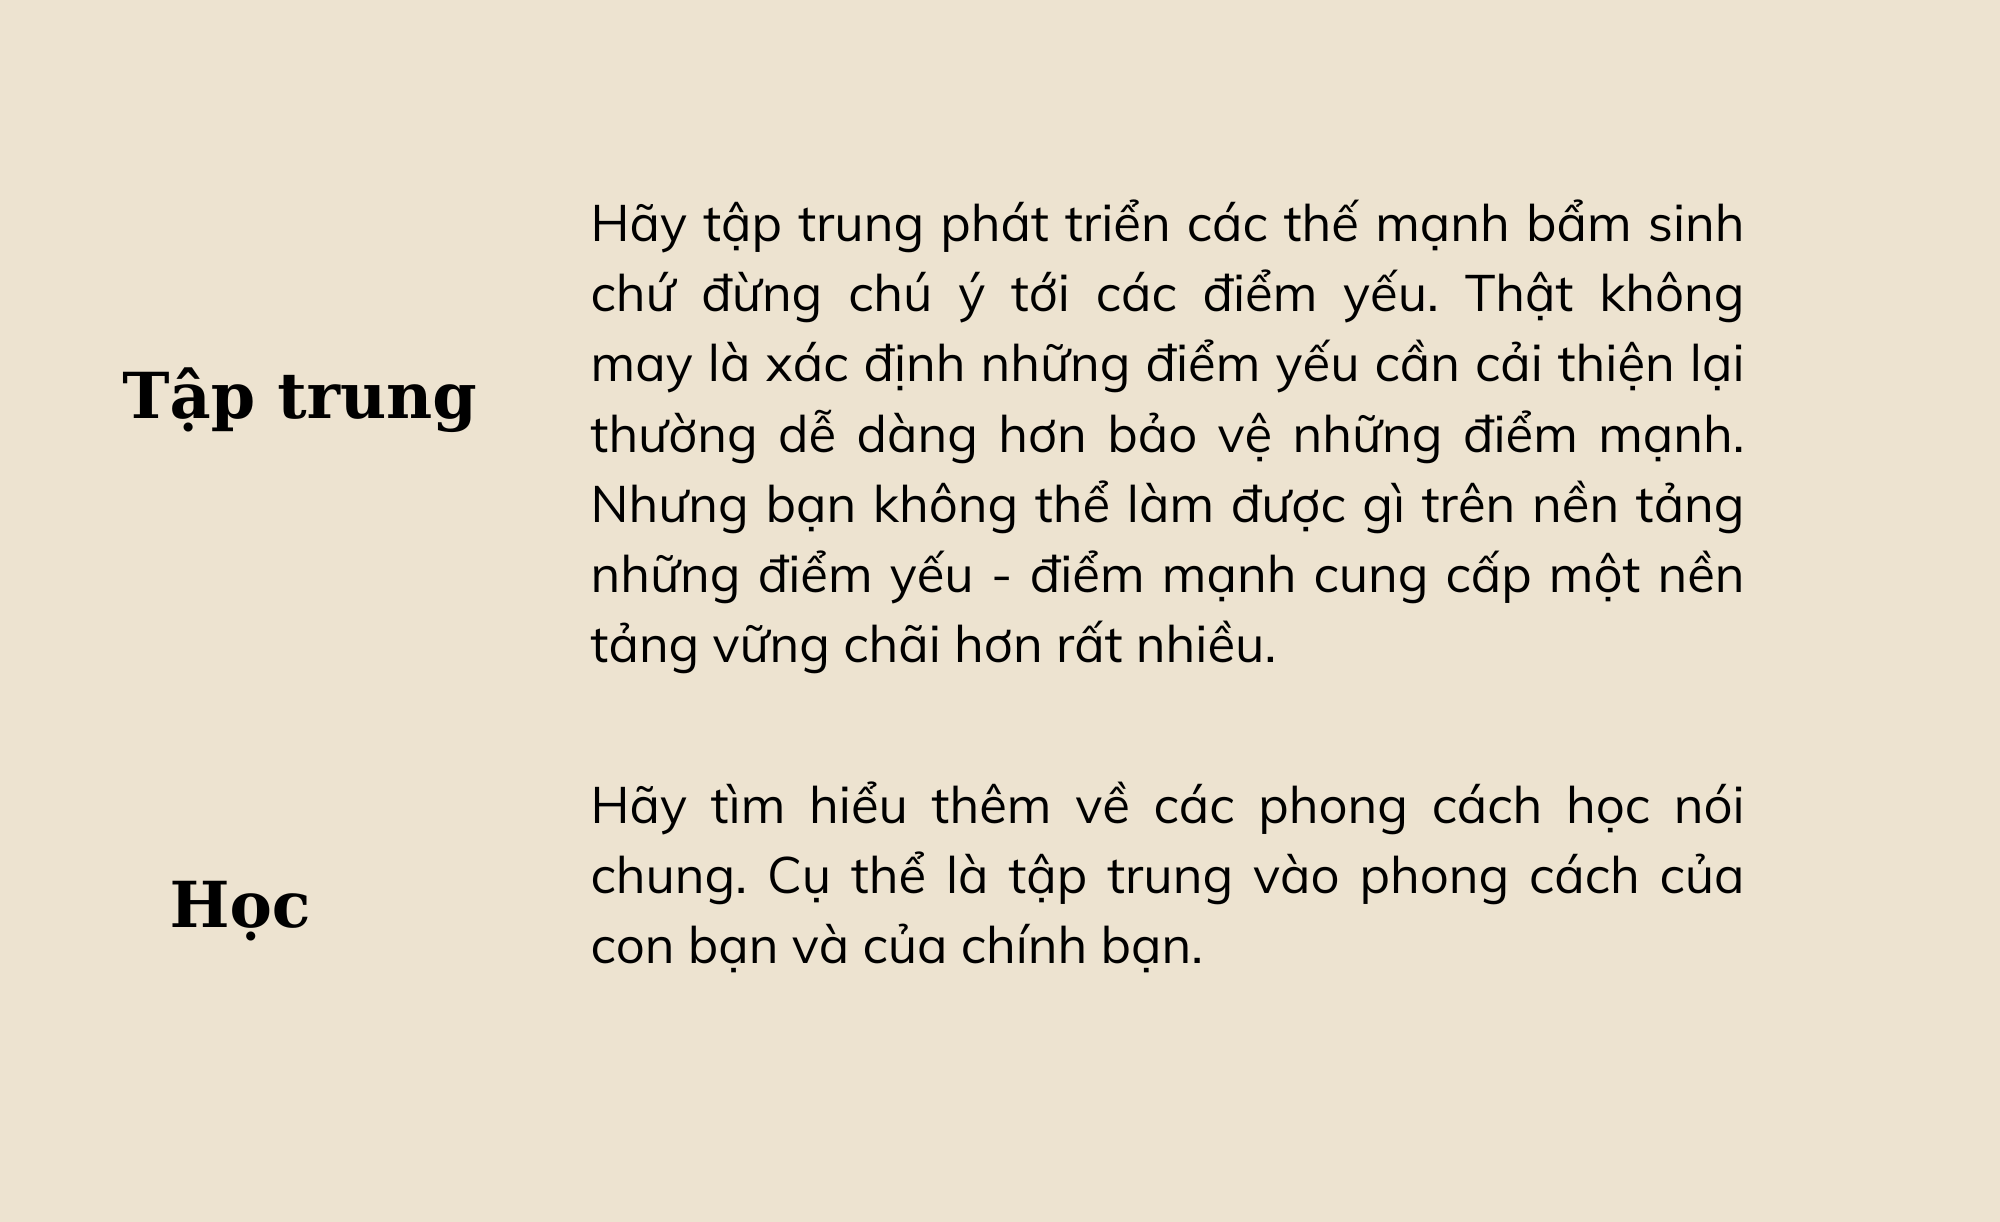 Tập trung
Hãy tập trung phát triển các thế mạnh bẩm sinh
chứ đừng chú ý tới các điểm yếu. Thật không
may là xác định những điểm yếu cần cải thiện lại
thường dễ dàng hơn bảo vệ những điểm mạnh.
Nhưng bạn không thể làm được gì trên nền tảng
những điểm yếu - điểm mạnh cung cấp một nền
tảng vững chãi hơn rất nhiều.
Học
Hãy tìm hiểu thêm về các phong cách học nói
chung. Cụ thể là tập trung vào phong cách của
con bạn và của chính bạn.